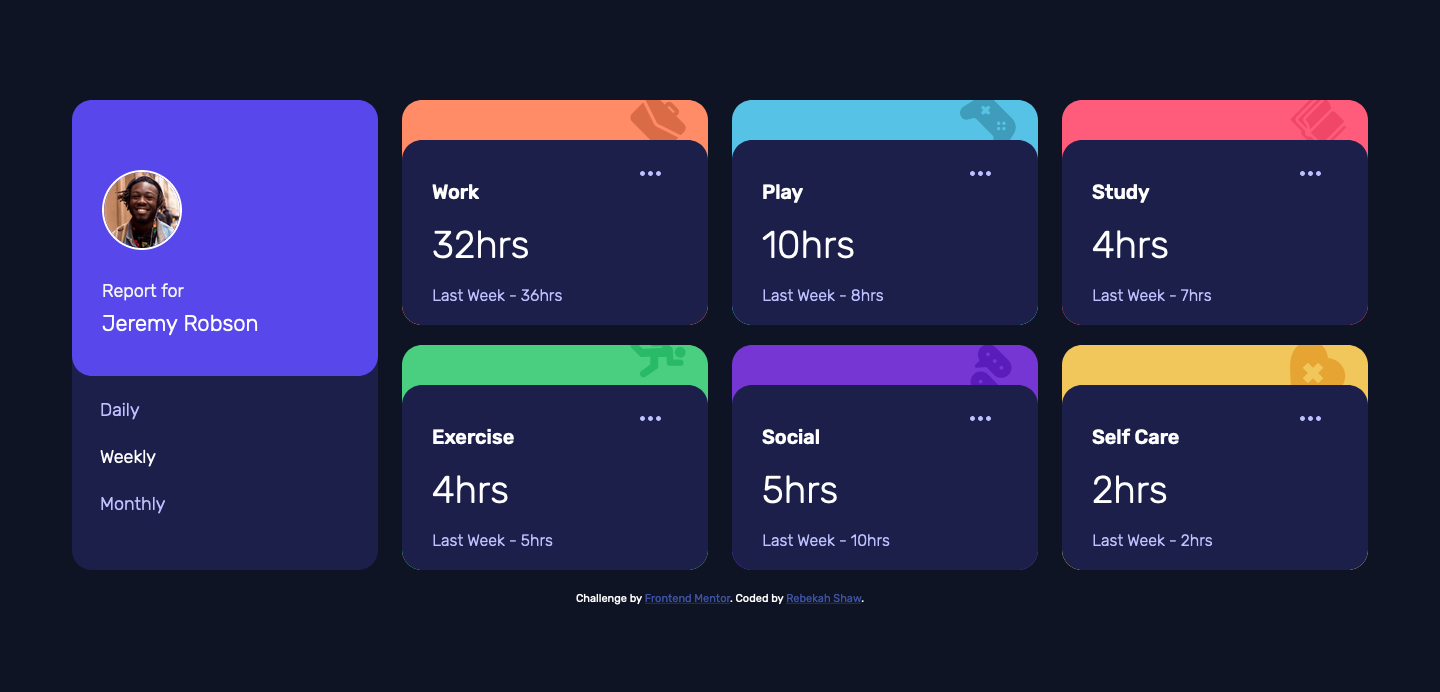 Report for
Jeremy Robson
Daily
Weekly
Monthly
Work
32hrs
Last Week - 36hrs
Play
10hrs
Last Week - 8hrs
Study
4hrs
Last Week - 7hrs
Exercise
4hrs
Last Week - 5hrs
Social
5hrs
Last Week - 10hrs
Self Care
2hrs
Last Week - 2hrs
Challenge by Frontend Mentor. Coded by Rebekah Shaw.